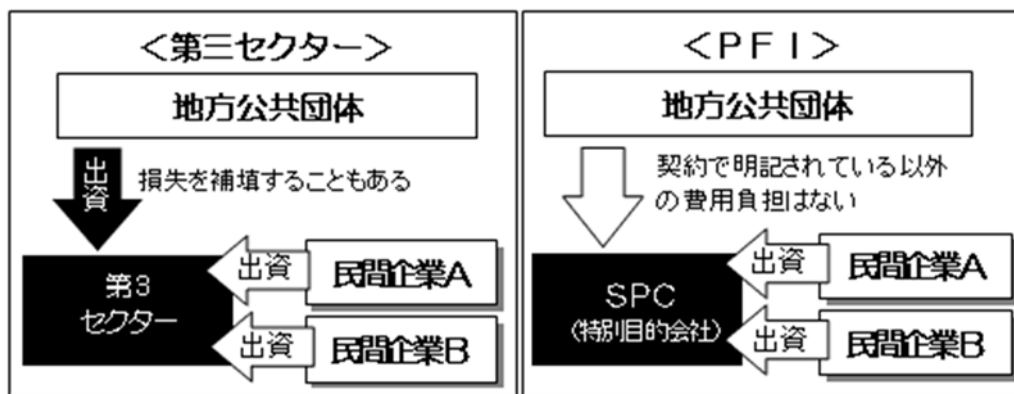 ＜第三セクター＞
地方公共団体
出資
損失を補填することもある
第3
セクター
出資
民間企業A
出資
民間企業B
＜ＰＦＩ＞
地方公共団体
契約で明記されている以外
の費用負担はない
SPC
(特別目的会社)
出資
民間企業A
出資
民間企業B